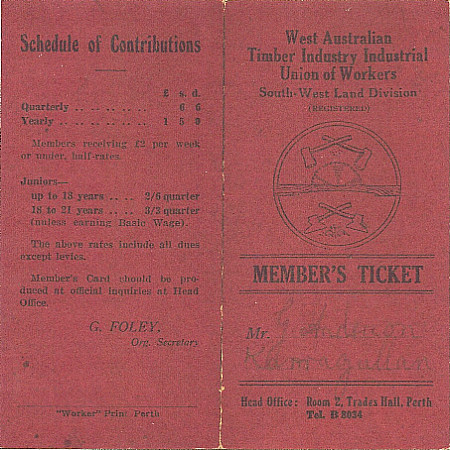 Schedule of Contributions
£ s. d.
Quarterly .. .. .. .. .. 6 6
Yearly .. .. .. .. .. 1 5 0
Members receiving £2 per week
or under, half-rates.
Juniors—
up to 18 years .. .. 2/6 quarter
18 to 21 years .. .. 3/3 quarter
(unless earning Basic Wage).
The above rates include all dues
except levies.
Member's Card should be pro-
duced at official inquiries at Head
Office.
G. FOLEY.
Org. Secretary
"Worker" Print Perth
West Australian
Timber Industry Industrial
Union of Workers
South-West Land Division
(REGISTERED)
MEMBER'S TICKET
Mr.
Head Office: Room 2, Trades Hall, Perth
Tel. B 8034